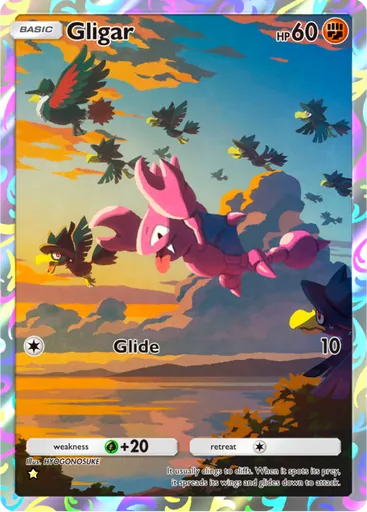 BASIC Gligar HP 60
Glide 10
weakness +20 retreat
Illus. HYOGONOSUKE
It usually clings to cliffs. When it spots its prey,
it spreads its wings and glides down to attack.